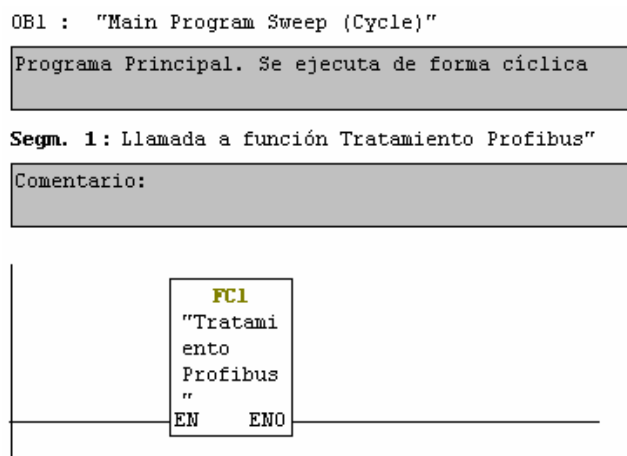 OB1 : "Main Program Sweep (Cycle)"
Programa Principal. Se ejecuta de forma cíclica
Segm. 1: Llamada a función Tratamiento Profibus"
Comentario:
FC1
"Tratami
ento
Profibus
"
EN ENO